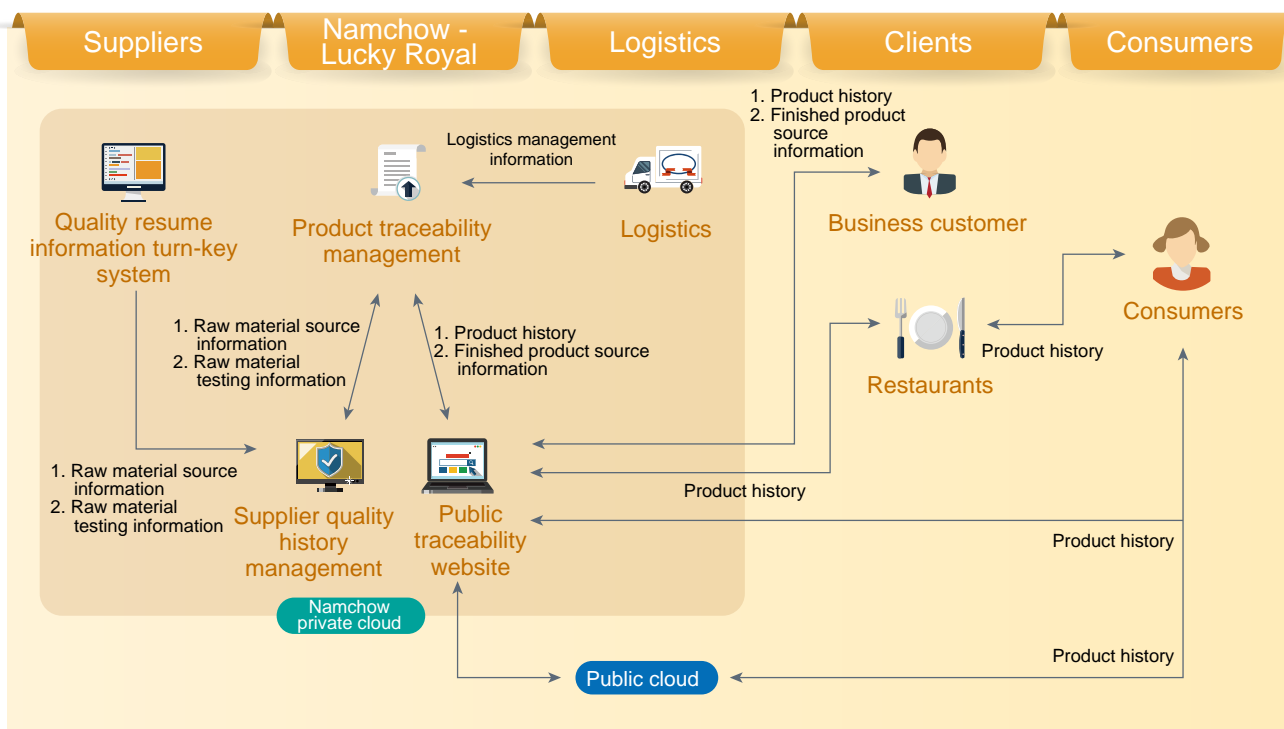 Suppliers
Namchow -
Lucky Royal
Logistics
Clients
Consumers
1. Product history
2. Finished product
source
information
Logistics management
information
Quality resume
information turn-key
system
Product traceability
management
Logistics
Business customer
Consumers
1. Raw material source
information
2. Raw material
testing information
1. Product history
2. Finished product source
information
Product history
Restaurants
1. Raw material source
information
2. Raw material
testing information
Supplier quality
history
management
Public
traceability
website
Product history
Product history
Namchow
private cloud
Product history
Public cloud